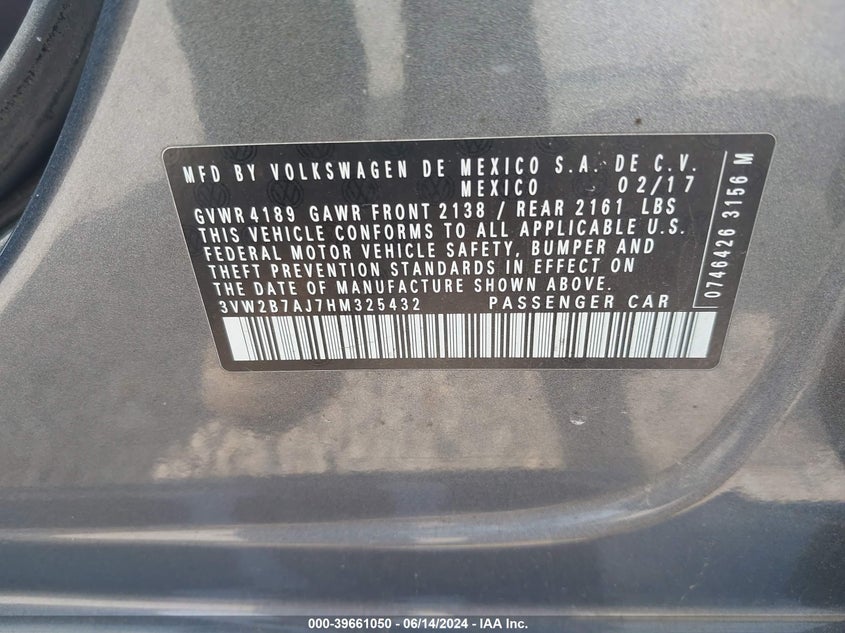 MFD BY VOLKSWAGEN DE MEXICO S.A. DE C.V.
MEXICO 02/17
GVWR 4189 GAWR FRONT 2138 / REAR 2161 LBS
THIS VEHICLE CONFORMS TO ALL APPLICABLE U.S.
FEDERAL MOTOR VEHICLE SAFETY, BUMPER AND
THEFT PREVENTION STANDARDS IN EFFECT ON
THE DATE OF MANUFACTURE SHOWN ABOVE.
3VW2B7AJ7HM325432 PASSENGER CAR
0746426 3156 M
000-39661050 - 06/14/2024 - IAA Inc.